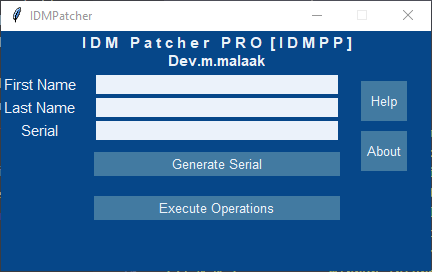 IDMPatcher
IDM Patcher PRO [IDMPP]
Dev.m.malaak
First Name
Last Name
Serial
Help
About
Generate Serial
Execute Operations